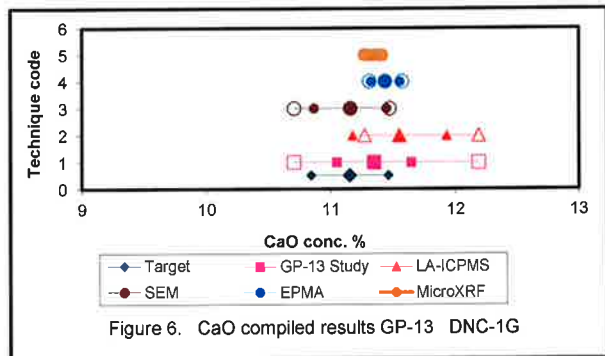 6
5
4
3
2
1
0
Technique code
9 10 11 12 13
CaO conc. %
Target GP-13 Study LA-ICPMS
SEM EPMA MicroXRF
Figure 6. CaO compiled results GP-13 DNC-1G